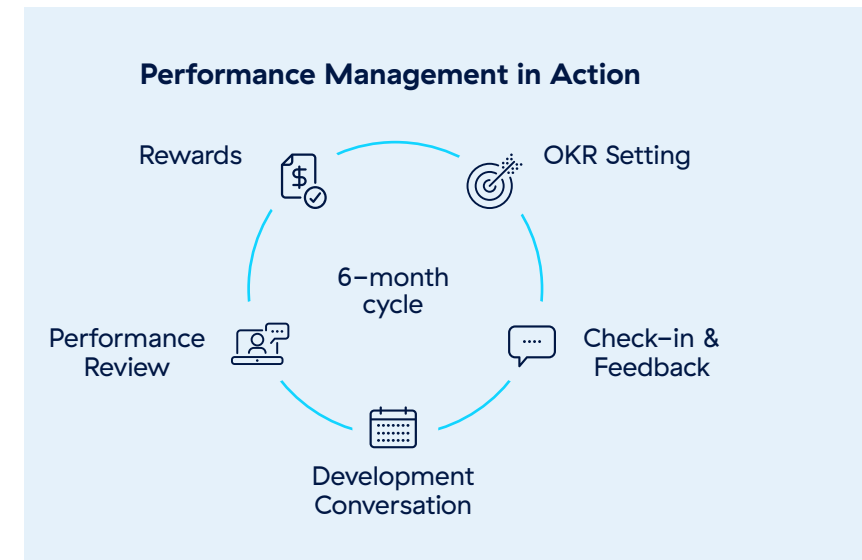 Performance Management in Action
Rewards
OKR Setting
6-month
cycle
Performance
Review
Check-in &
Feedback
Development
Conversation
$